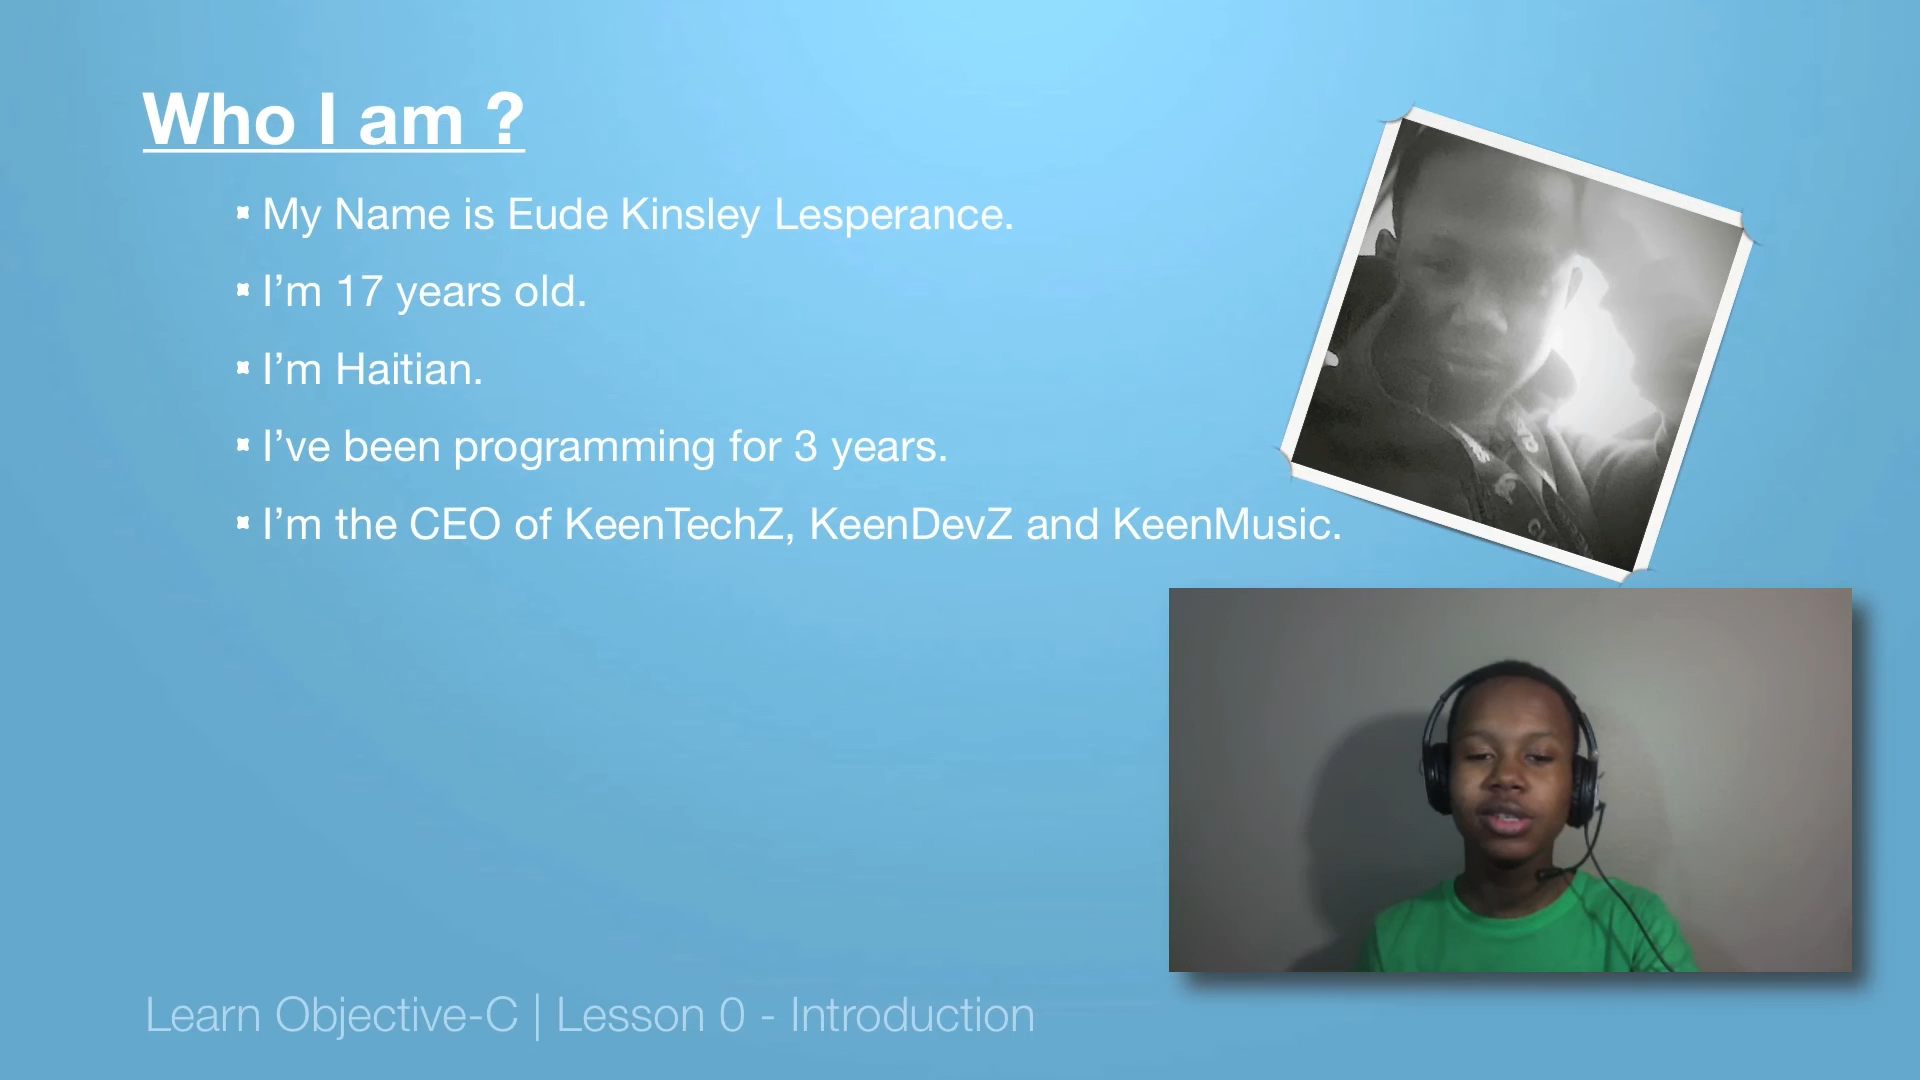 Who I am ?
My Name is Eude Kinsley Lesperance.
I’m 17 years old.
I’m Haitian.
I’ve been programming for 3 years.
I’m the CEO of KeenTechZ, KeenDevZ and KeenMusic.
Learn Objective-C | Lesson 0 - Introduction